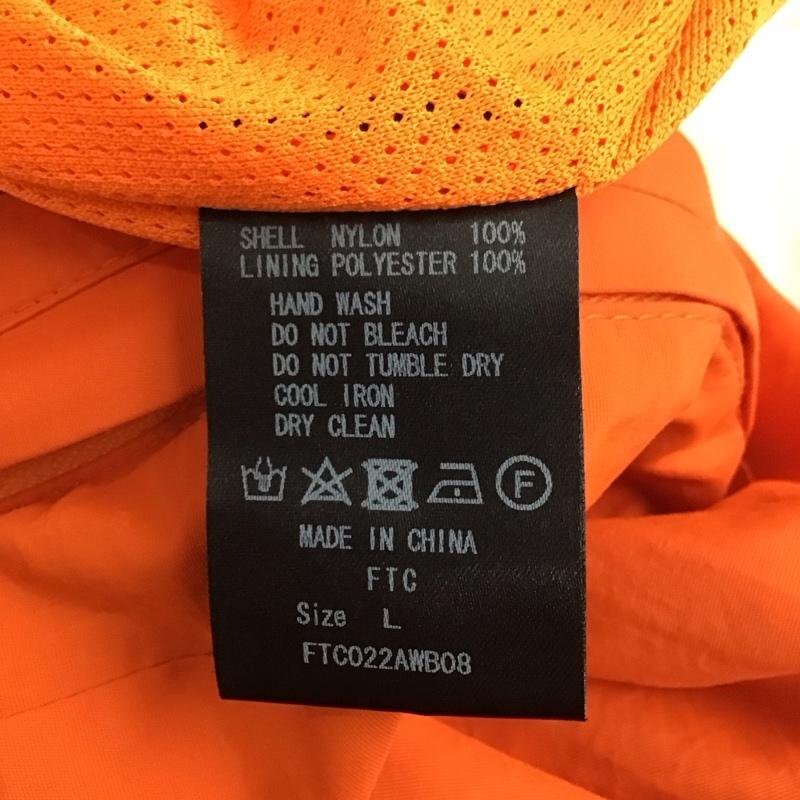 SHELL NYLON 100%
LINING POLYESTER 100%
HAND WASH
DO NOT BLEACH
DO NOT TUMBLE DRY
COOL IRON
DRY CLEAN
F
MADE IN CHINA
FTC
Size L
FTC022AWB08